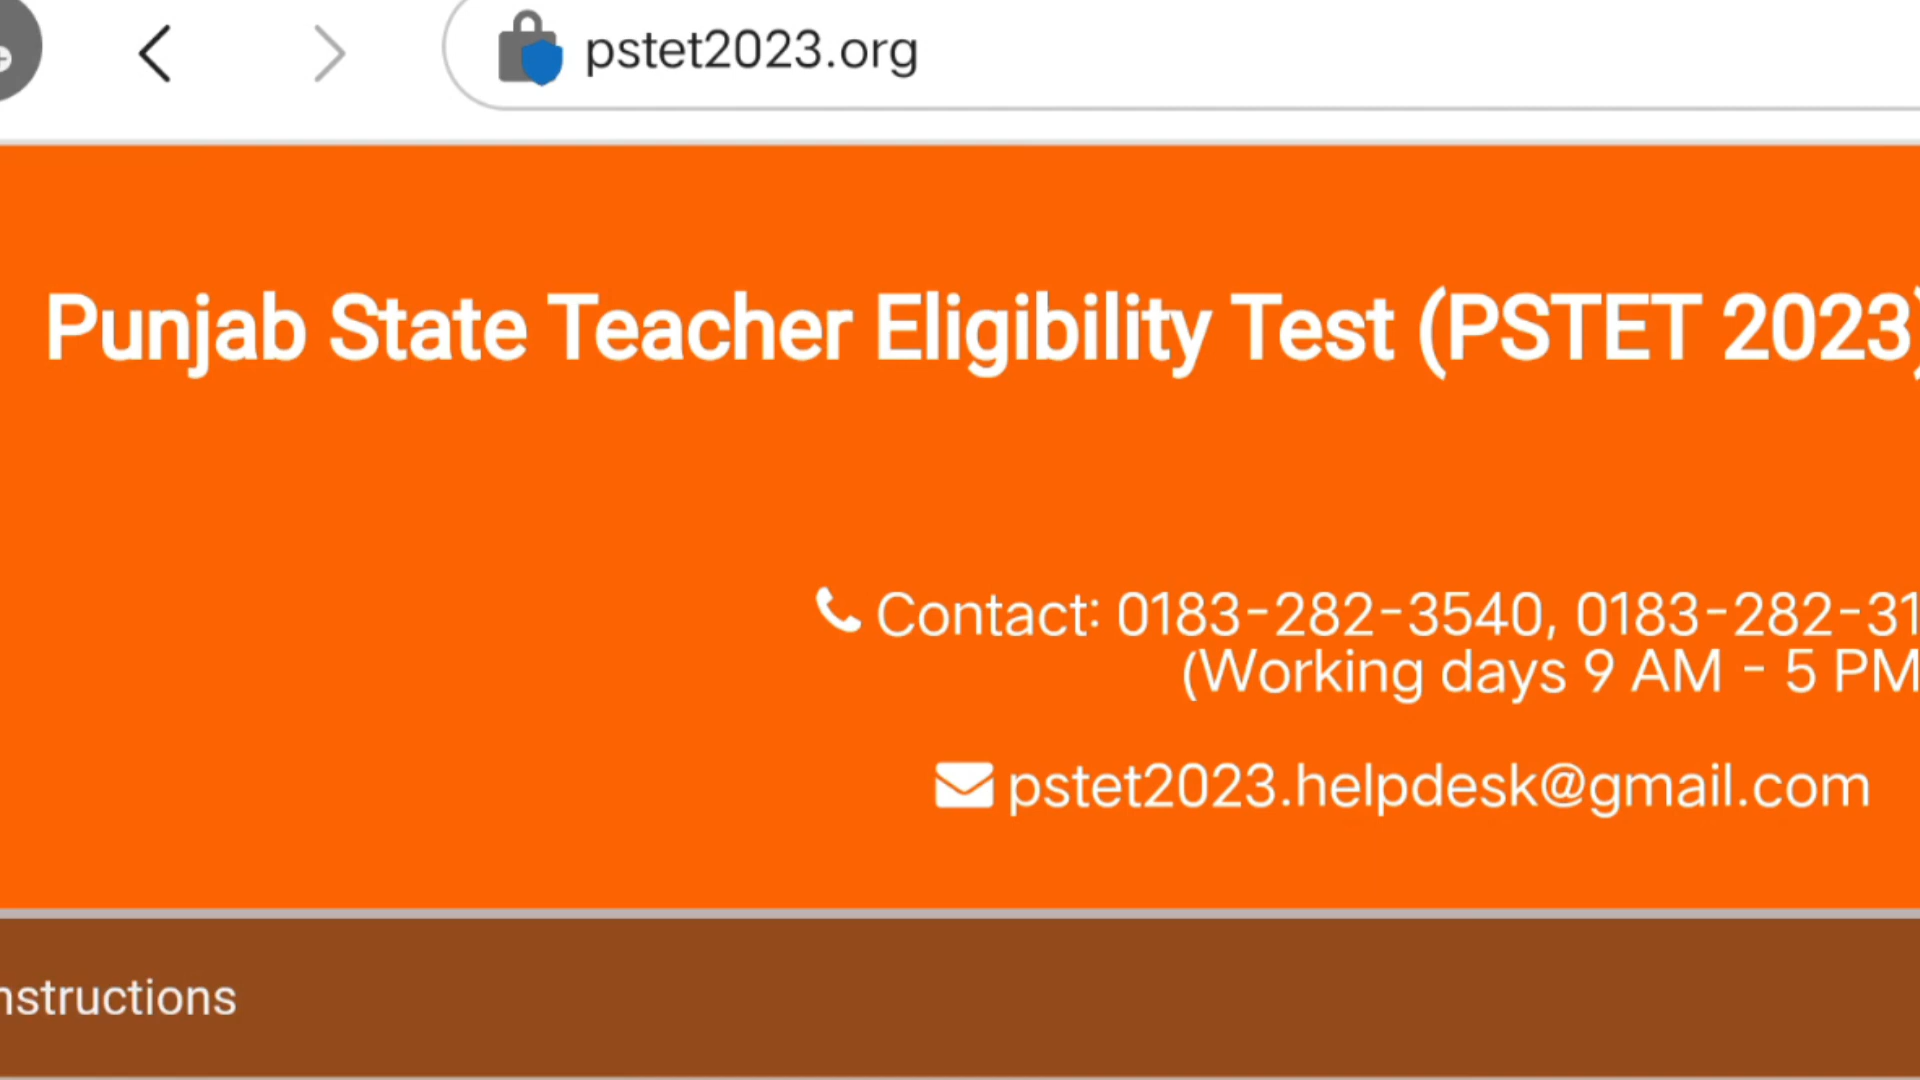 pstet2023.org
Punjab State Teacher Eligibility Test (PSTET 2023)
Contact: 0183-282-3540, 0183-282-31
(Working days 9 AM - 5 PM
pstet2023.helpdesk@gmail.com
nstructions